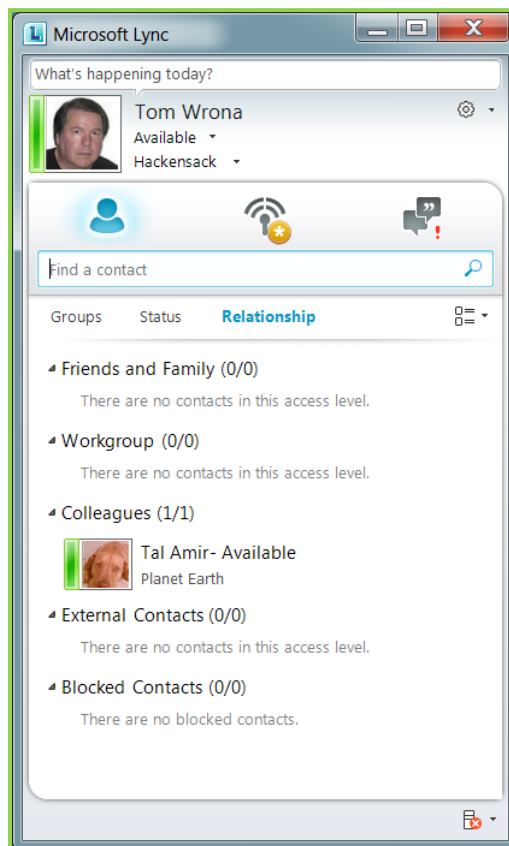 Microsoft Lync
What's happening today?
Tom Wrona
Available
Hackensack
Find a contact
Groups Status Relationship
Friends and Family (0/0)
There are no contacts in this access level.
Workgroup (0/0)
There are no contacts in this access level.
Colleagues (1/1)
Tal Amir- Available
Planet Earth
External Contacts (0/0)
There are no contacts in this access level.
Blocked Contacts (0/0)
There are no blocked contacts.